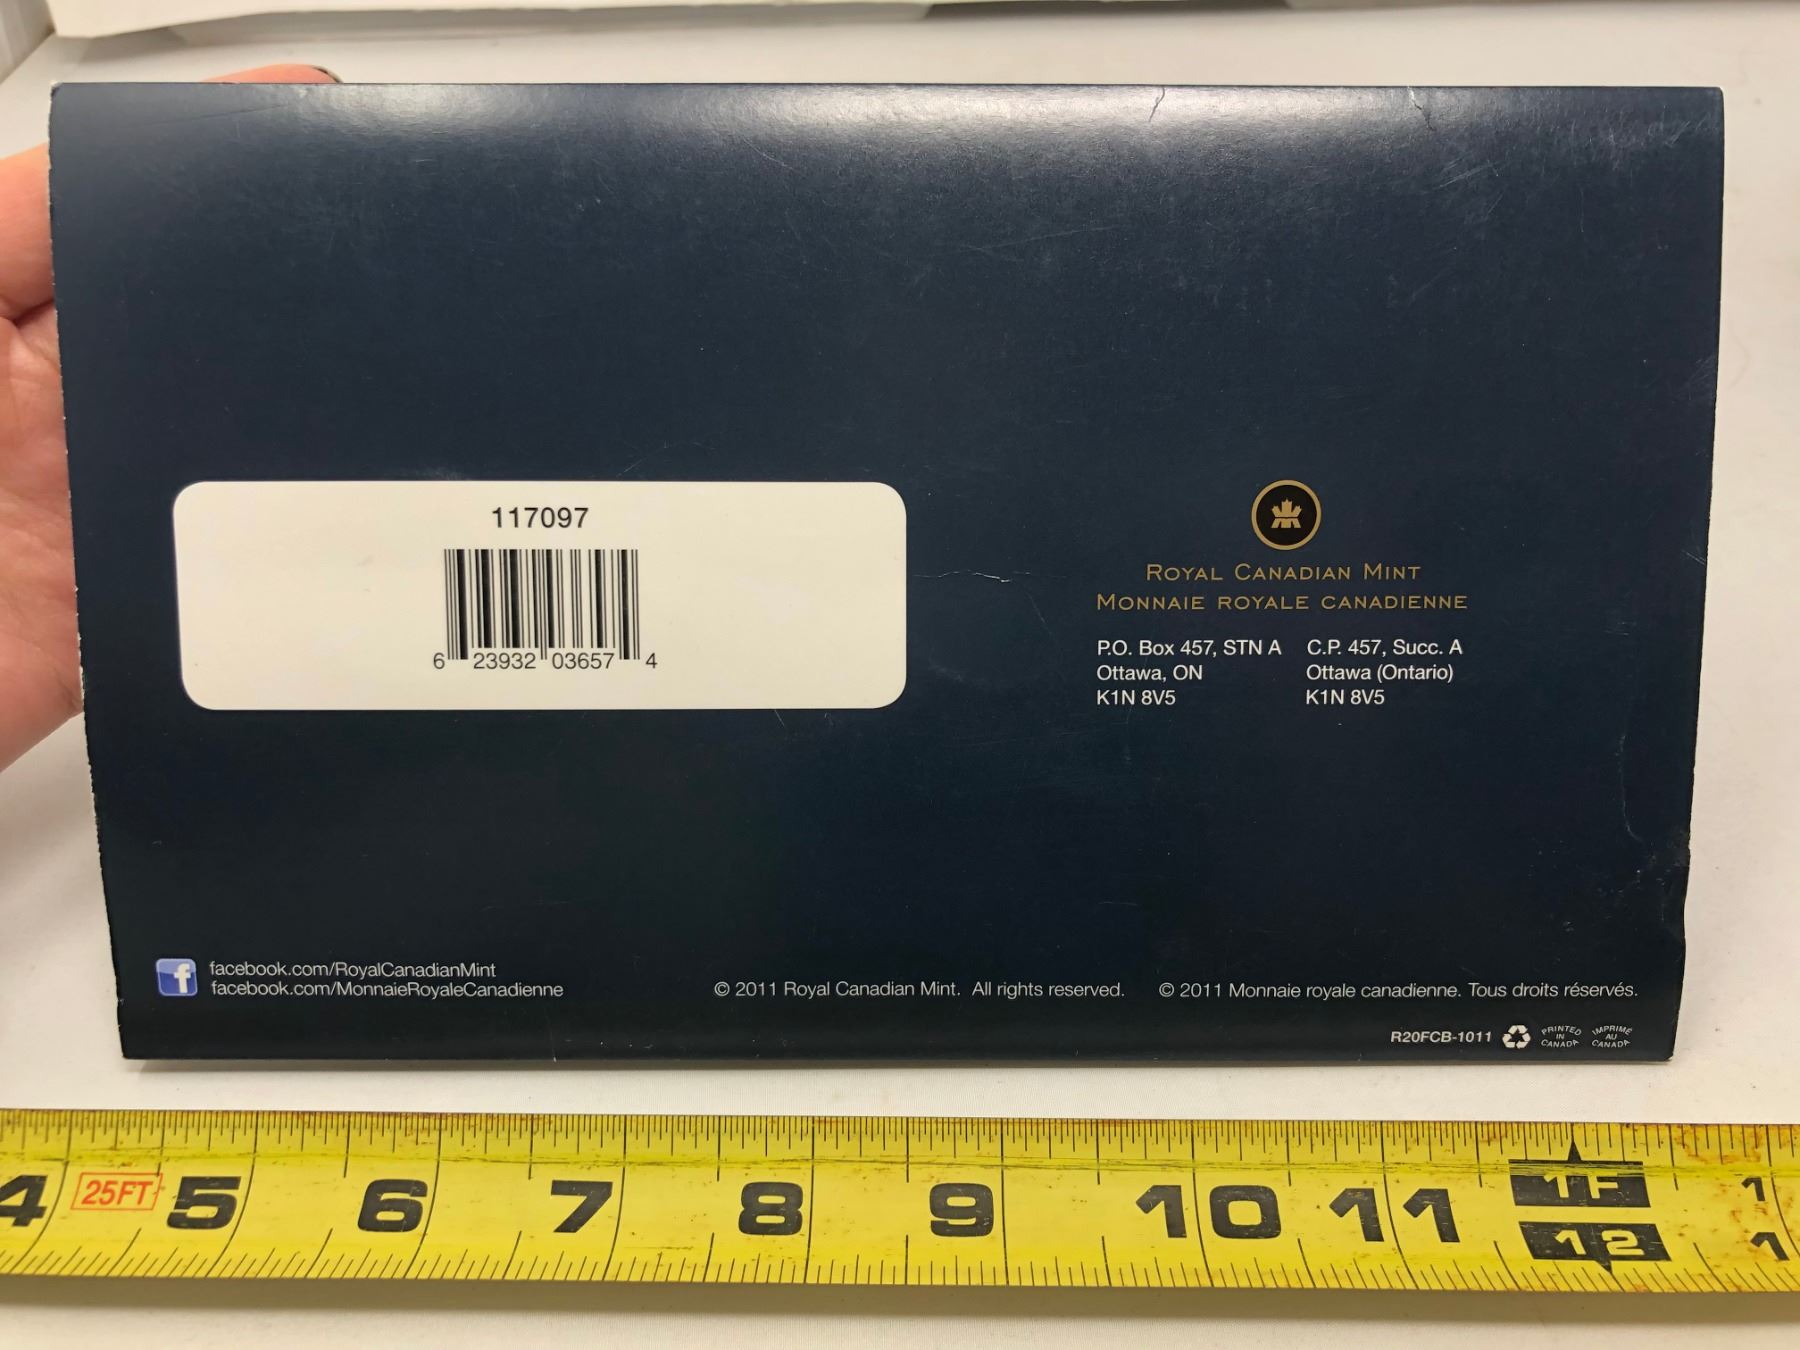 117097
6 23932 03657 4
ROYAL CANADIAN MINT
MONNAIE ROYALE CANADIENNE
P.O. Box 457, STN A
Ottawa, ON
K1N 8V5
C.P. 457, Succ. A
Ottawa (Ontario)
K1N 8V5
f facebook.com/RoyalCanadianMint
facebook.com/MonnaieRoyaleCanadienne
© 2011 Royal Canadian Mint. All rights reserved.
© 2011 Monnaie royale canadienne. Tous droits réservés.
R20FCB-1011
PRINTED IN CANADA
IMPRIMÉ AU CANADA
4 25FT 5 6 7 8 9 10 11 1F 1
12 1